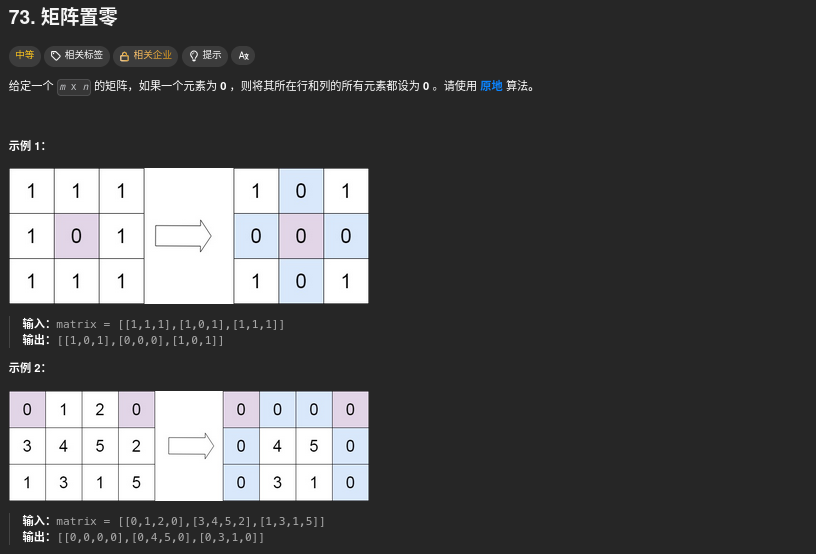 73. 矩阵置零
中等 相关标签 相关企业 提示 Aa
给定一个 m x n 的矩阵，如果一个元素为 0 ，则将其所在行和列的所有元素都设为 0 。请使用 原地 算法。
示例 1：
1 1 1 1 0 1
1 0 1 0 0 0
1 1 1 1 0 1
输入：matrix = [[1,1,1],[1,0,1],[1,1,1]]
输出：[[1,0,1],[0,0,0],[1,0,1]]
示例 2：
0 1 2 0 0 0 0 0
3 4 5 2 0 4 5 0
1 3 1 5 0 3 1 0
输入：matrix = [[0,1,2,0],[3,4,5,2],[1,3,1,5]]
输出：[[0,0,0,0],[0,4,5,0],[0,3,1,0]]